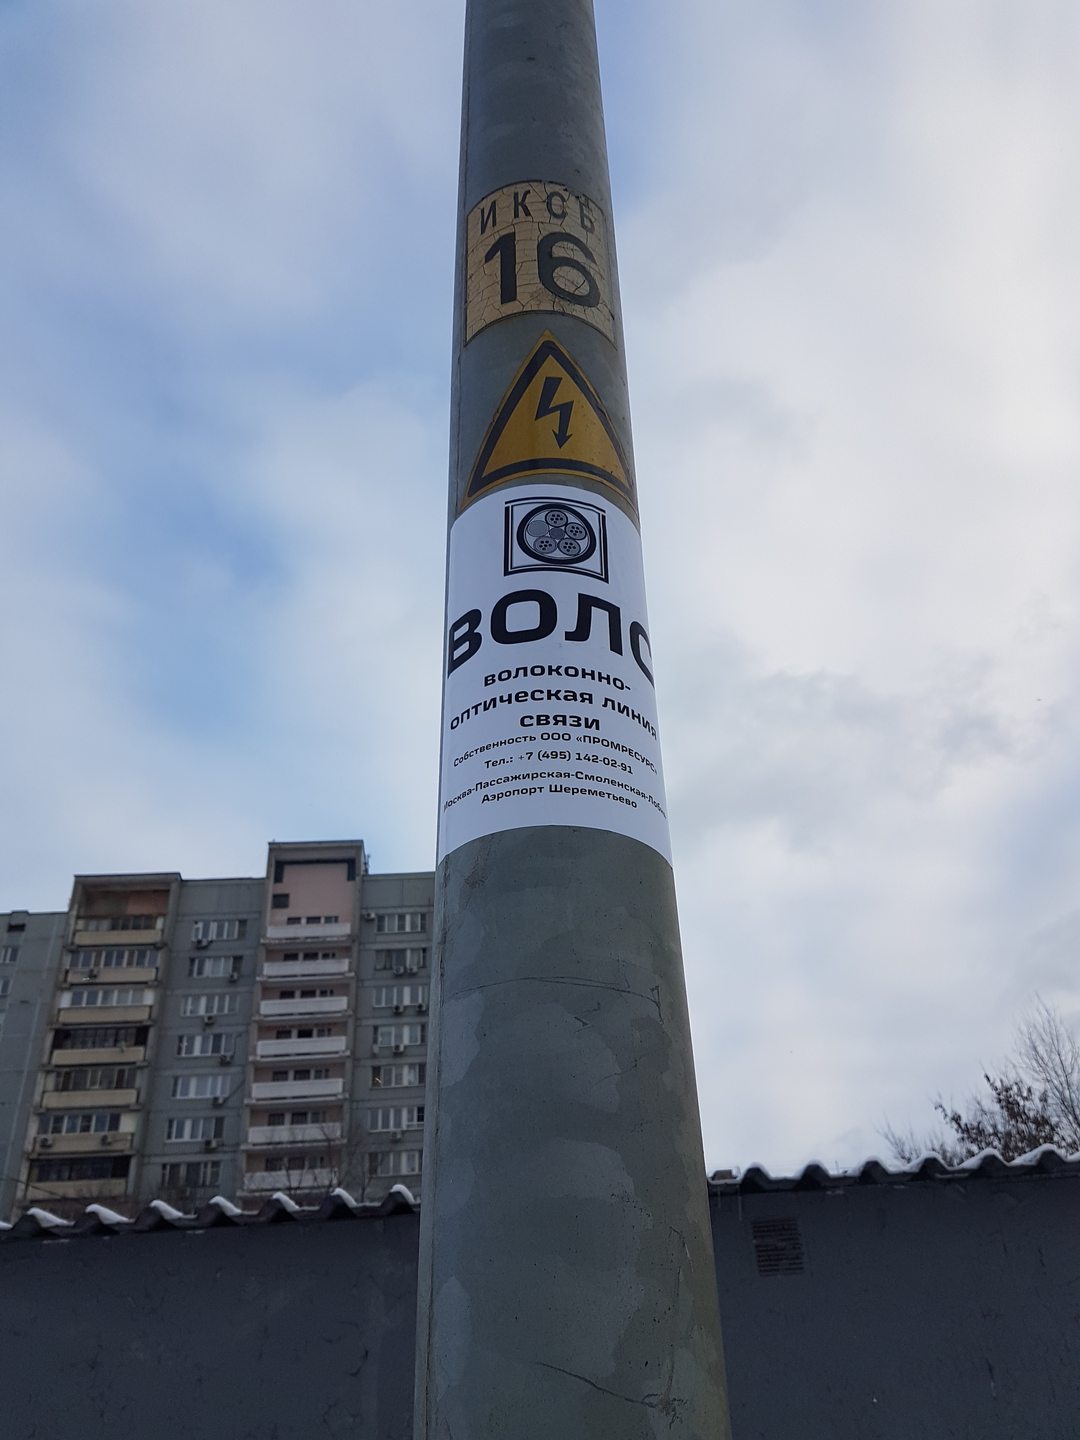 ИКСБ
16
ВОЛС
волоконно-
оптическая линия
связи
Собственность ООО «ПРОМРЕСУРС»
Тел.: +7 (495) 142-02-91
Москва-Пассажирская-Смоленская-Лобня
Аэропорт Шереметьево